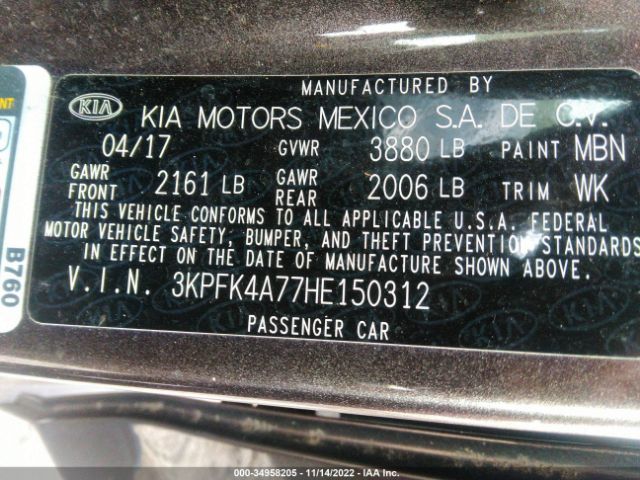 MANUFACTURED BY
KIA KIA MOTORS MEXICO S.A. DE C.V.
04/17 GVWR 3880 LB PAINT MBN
GAWR FRONT 2161 LB GAWR REAR 2006 LB TRIM WK
THIS VEHICLE CONFORMS TO ALL APPLICABLE U.S.A. FEDERAL
MOTOR VEHICLE SAFETY, BUMPER, AND THEFT PREVENTION STANDARDS
IN EFFECT ON THE DATE OF MANUFACTURE SHOWN ABOVE.
V.I.N. 3KPFK4A77HE150312
PASSENGER CAR
B760
000-34958205 - 11/14/2022 - IAA Inc.